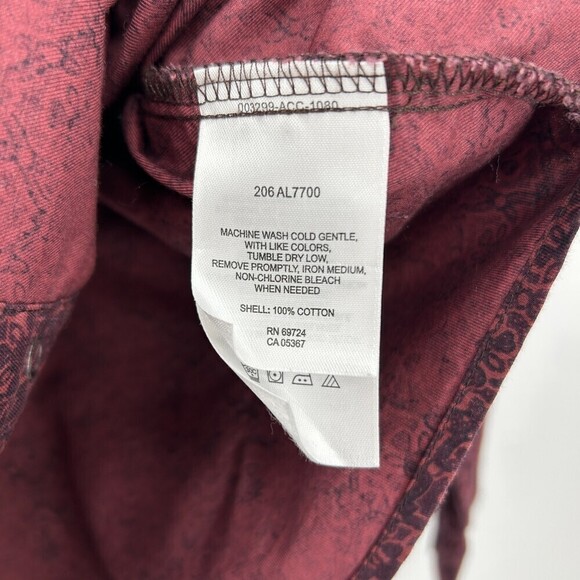 003299-ACC-1080
206 AL7700
MACHINE WASH COLD GENTLE,
WITH LIKE COLORS,
TUMBLE DRY LOW,
REMOVE PROMPTLY, IRON MEDIUM,
NON-CHLORINE BLEACH
WHEN NEEDED
SHELL: 100% COTTON
RN 69724
CA 05367